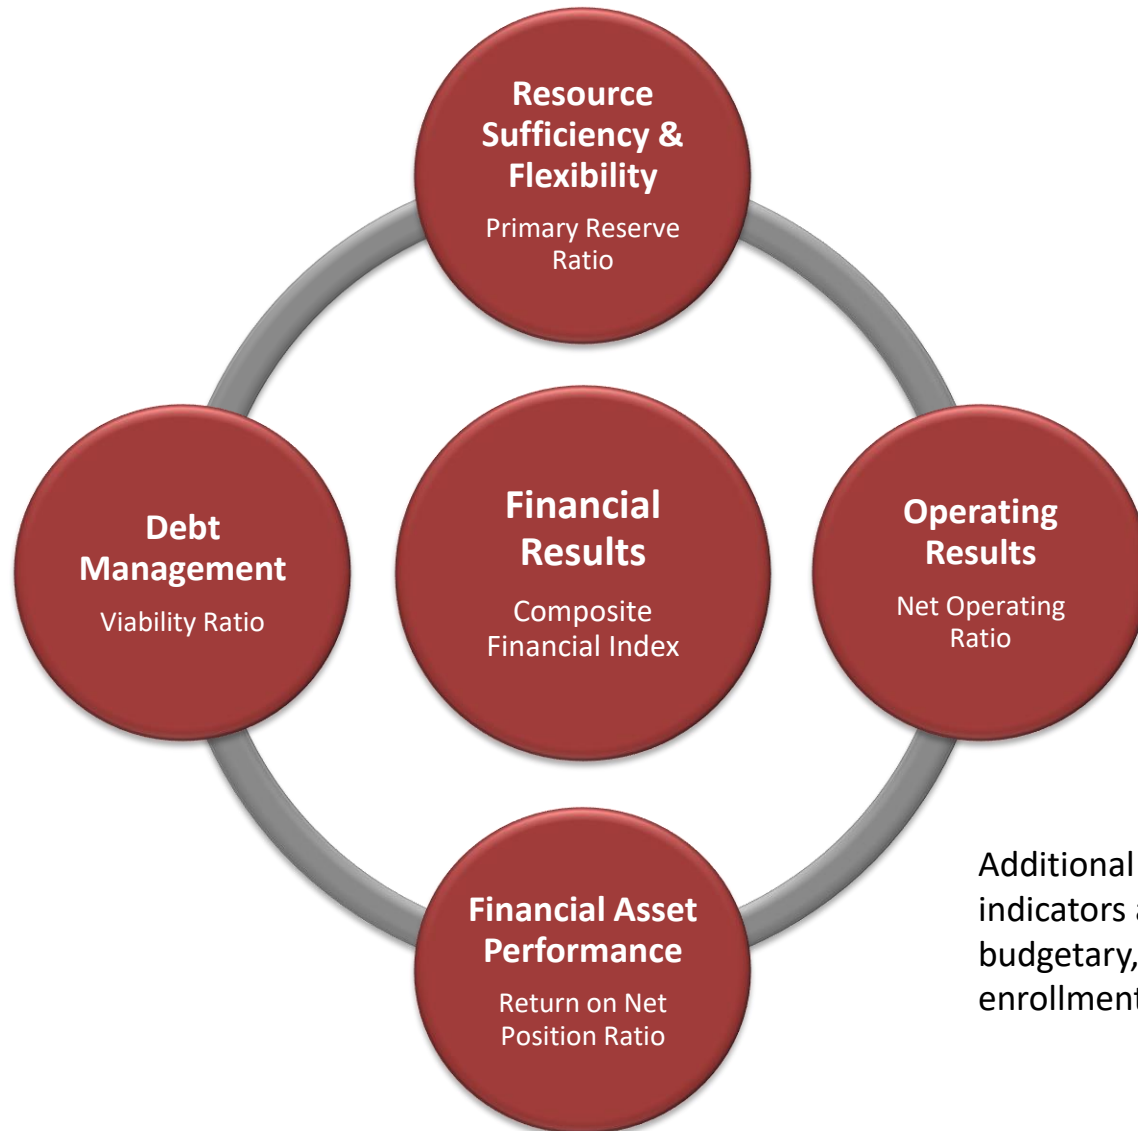 Resource
Sufficiency &
Flexibility
Primary Reserve
Ratio
Debt
Management
Viability Ratio
Financial
Results
Composite
Financial Index
Operating
Results
Net Operating
Ratio
Financial Asset
Performance
Return on Net
Position Ratio
Additional
indicators
budgetary,
enrollment